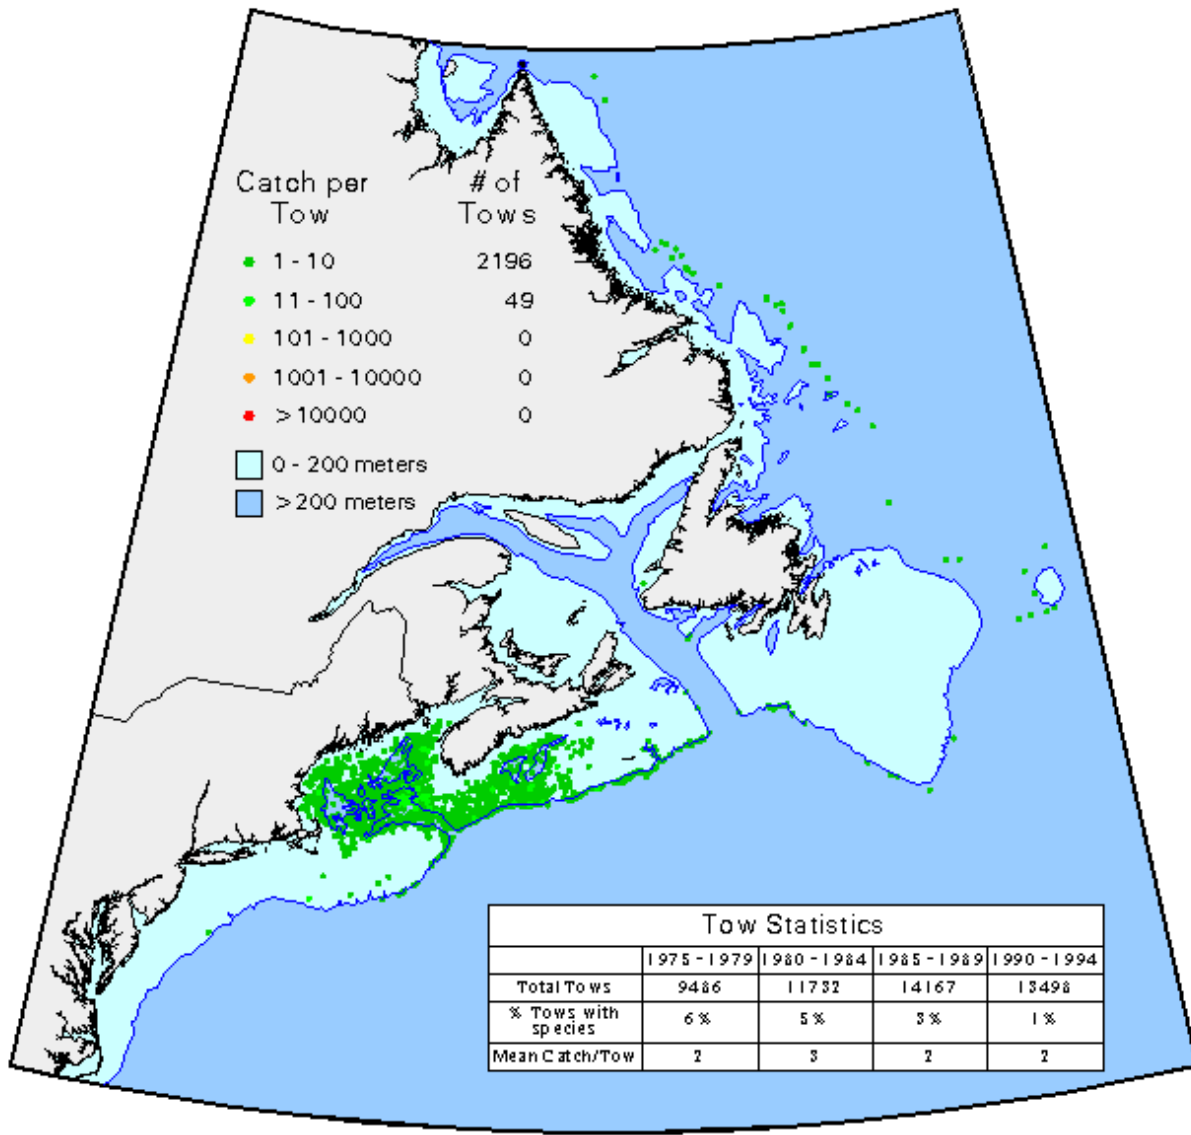 Catch per # of
Tow Tows
1 - 10 2196
11 - 100 49
101 - 1000 0
1001 - 10000 0
> 10000 0
0 - 200 meters
> 200 meters
Tow Statistics
1975 - 1979 1980 - 1984 1985 - 1989 1990 - 1994
Total Tows 9486 11732 14167 13498
% Tows with
species 6 % 5 % 3 % 1 %
Mean Catch/Tow 2 3 2 2